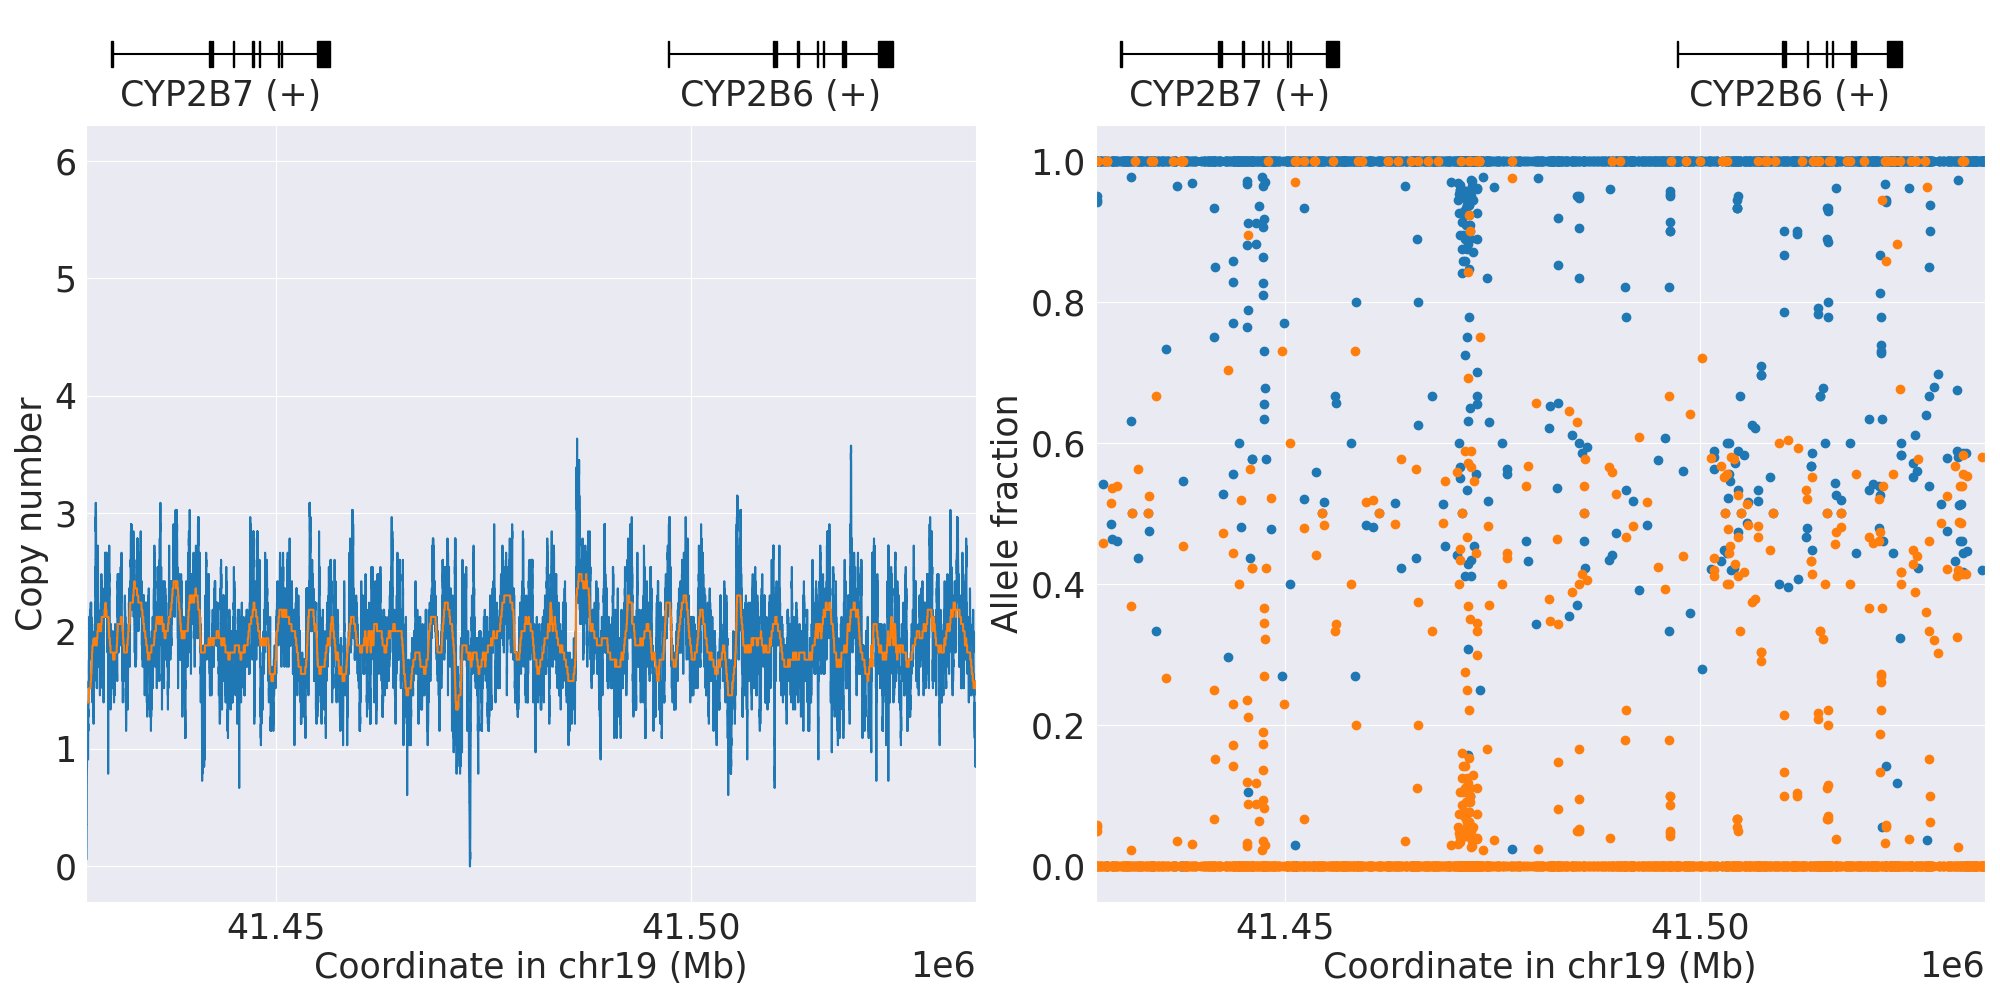 CYP2B7 (+) CYP2B6 (+)
CYP2B7 (+) CYP2B6 (+)
Copy number
6
5
4
3
2
1
0
41.45 41.50
Coordinate in chr19 (Mb) 1e6
Allele fraction
1.0
0.8
0.6
0.4
0.2
0.0
41.45 41.50
Coordinate in chr19 (Mb) 1e6